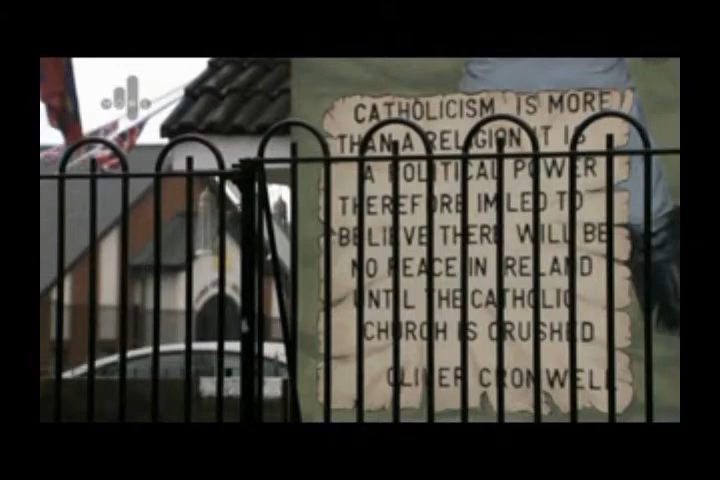 CATHOLICISM IS MORE
THAN A RELIGION IT IS
A POLITICAL POWER
THEREFORE IM LED TO
BELIEVE THERE WILL BE
NO PEACE IN IRELAND
UNTIL THE CATHOLIC
CHURCH IS CRUSHED
OLIVER CROMWELL